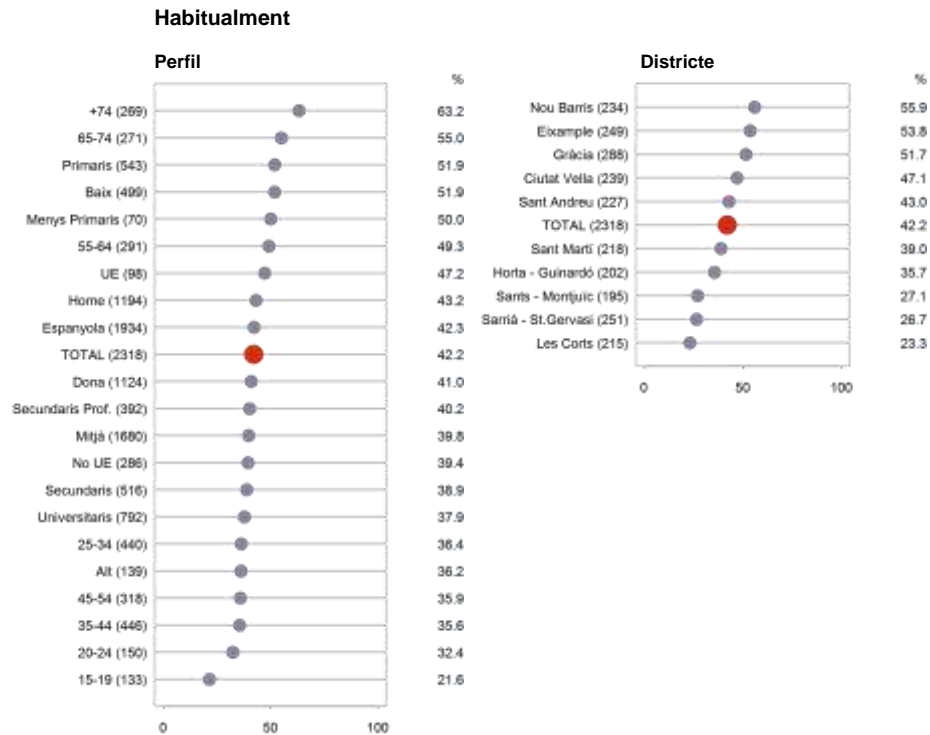 Habitualment
Perfil
%
+74 (269) 63.2
65-74 (271) 55.0
Primaris (543) 51.9
Baix (499) 51.9
Menys Primaris (70) 50.0
55-64 (291) 49.3
UE (98) 47.2
Home (1194) 43.2
Espanyola (1934) 42.3
TOTAL (2318) 42.2
Dona (1124) 41.0
Secundaris Prof. (392) 40.2
Mitjà (1680) 39.8
No UE (286) 39.4
Secundaris (516) 38.9
Universitaris (792) 37.9
25-34 (440) 36.4
Alt (139) 36.2
45-54 (318) 35.9
35-44 (446) 35.6
20-24 (150) 32.4
15-19 (133) 21.6
0 50 100
Districte
%
Nou Barris (234) 55.9
Eixample (249) 53.8
Gràcia (288) 51.7
Ciutat Vella (239) 47.1
Sant Andreu (227) 43.0
TOTAL (2318) 42.2
Sant Martí (218) 39.0
Horta - Guinardó (202) 35.7
Sants - Montjuïc (195) 27.1
Sarrià - St.Gervasi (251) 26.7
Les Corts (215) 23.3
0 50 100